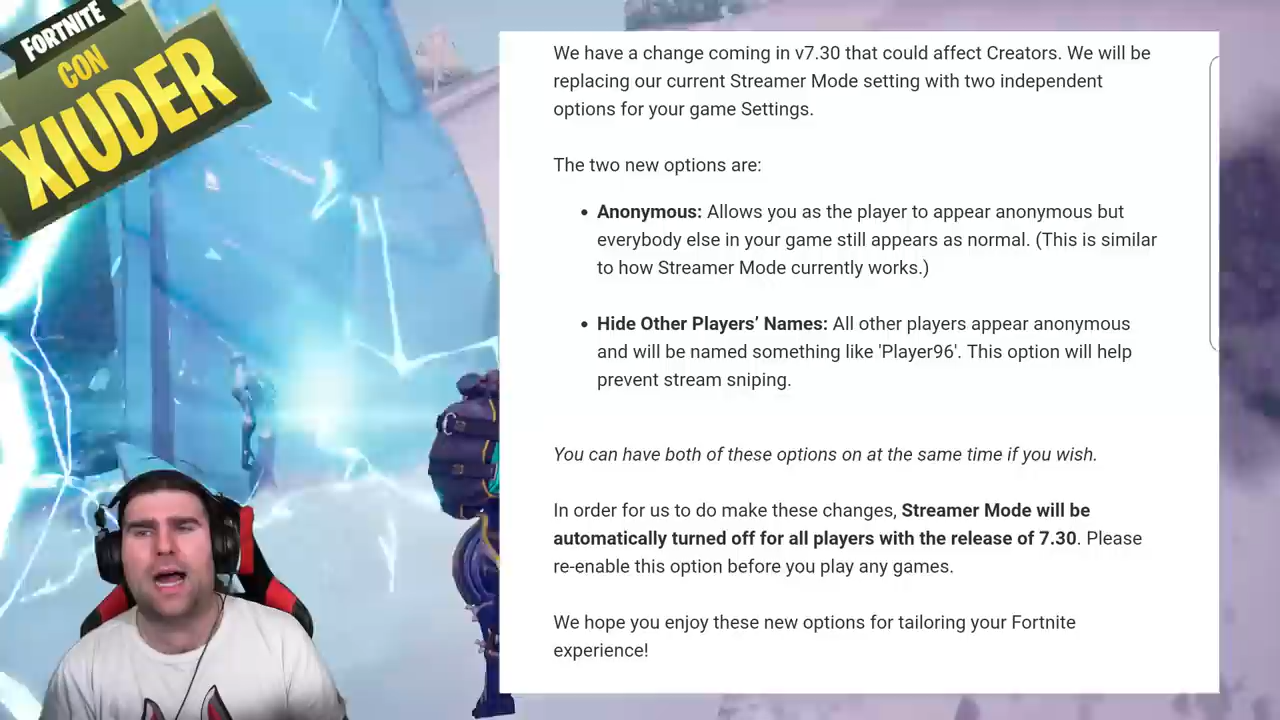 FORTNITE
CON
XIUDER
We have a change coming in v7.30 that could affect Creators. We will be
replacing our current Streamer Mode setting with two independent
options for your game Settings.
The two new options are:
• Anonymous: Allows you as the player to appear anonymous but
everybody else in your game still appears as normal. (This is similar
to how Streamer Mode currently works.)
• Hide Other Players’ Names: All other players appear anonymous
and will be named something like 'Player96'. This option will help
prevent stream sniping.
You can have both of these options on at the same time if you wish.
In order for us to do make these changes, Streamer Mode will be
automatically turned off for all players with the release of 7.30. Please
re-enable this option before you play any games.
We hope you enjoy these new options for tailoring your Fortnite
experience!